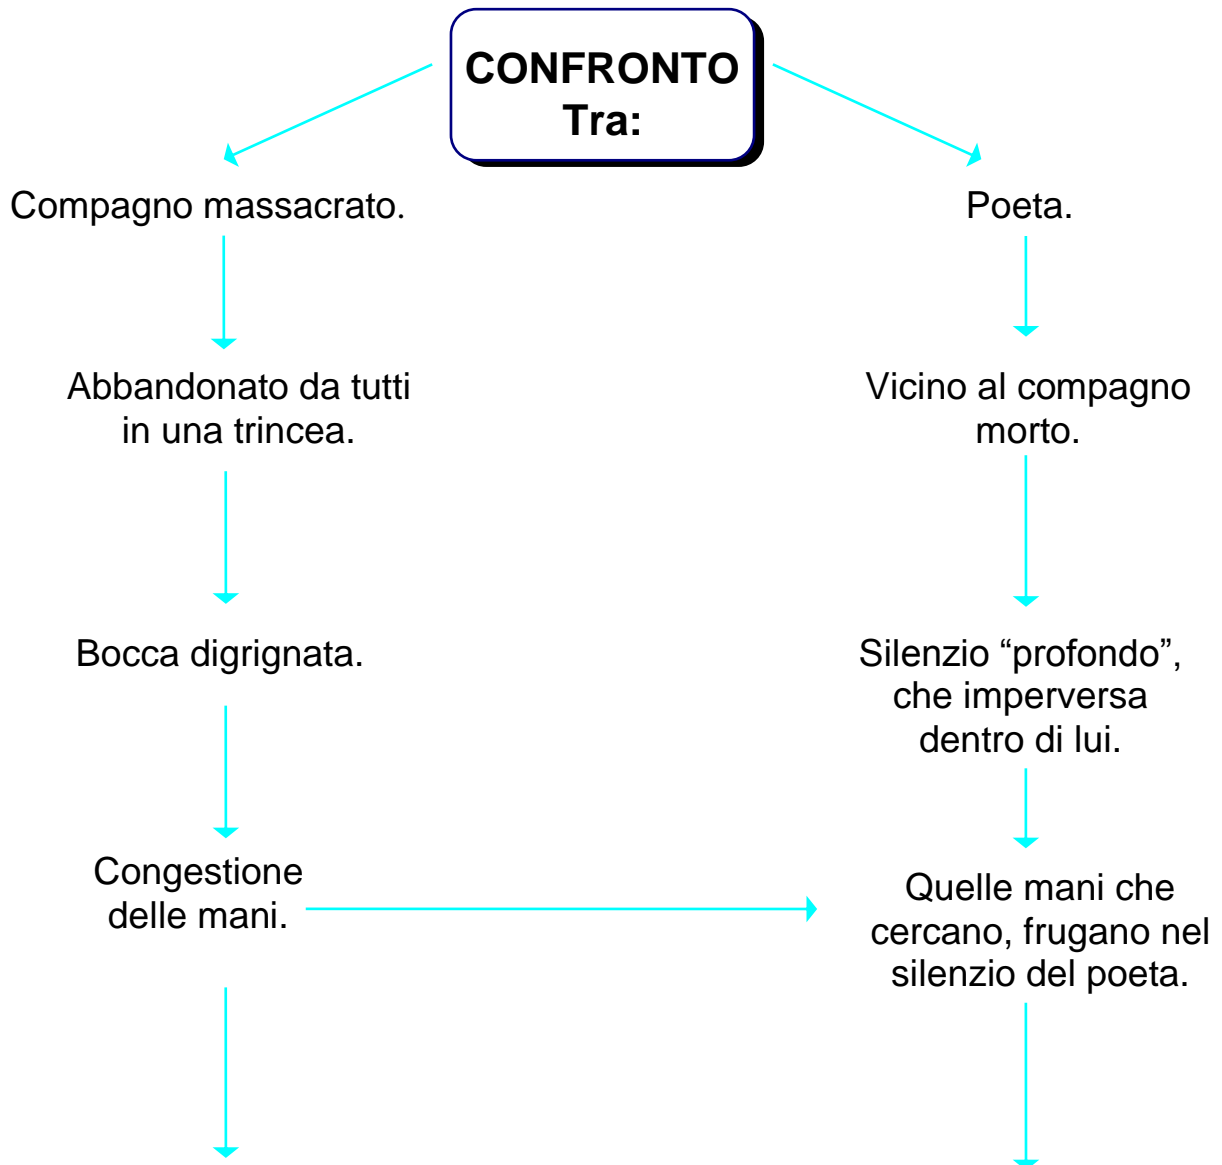 CONFRONTO
Tra:
Compagno massacrato.
Poeta.
Abbandonato da tutti
in una trincea.
Vicino al compagno
morto.
Bocca digrignata.
Silenzio “profondo”,
che imperversa
dentro di lui.
Congestione
delle mani.
Quelle mani che
cercano, frugano nel
silenzio del poeta.